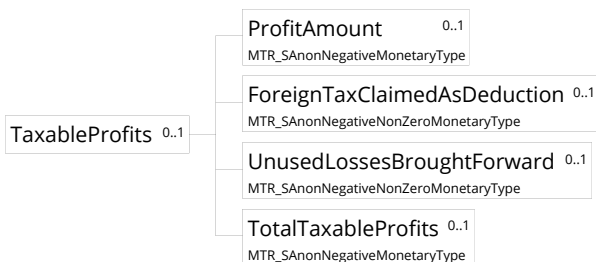 ProfitAmount 0..1
MTR_SAnonNegativeMonetaryType
ForeignTaxClaimedAsDeduction 0..1
MTR_SAnonNegativeNonZeroMonetaryType
TaxableProfits 0..1
UnusedLossesBroughtForward 0..1
MTR_SAnonNegativeNonZeroMonetaryType
TotalTaxableProfits 0..1
MTR_SAnonNegativeMonetaryType